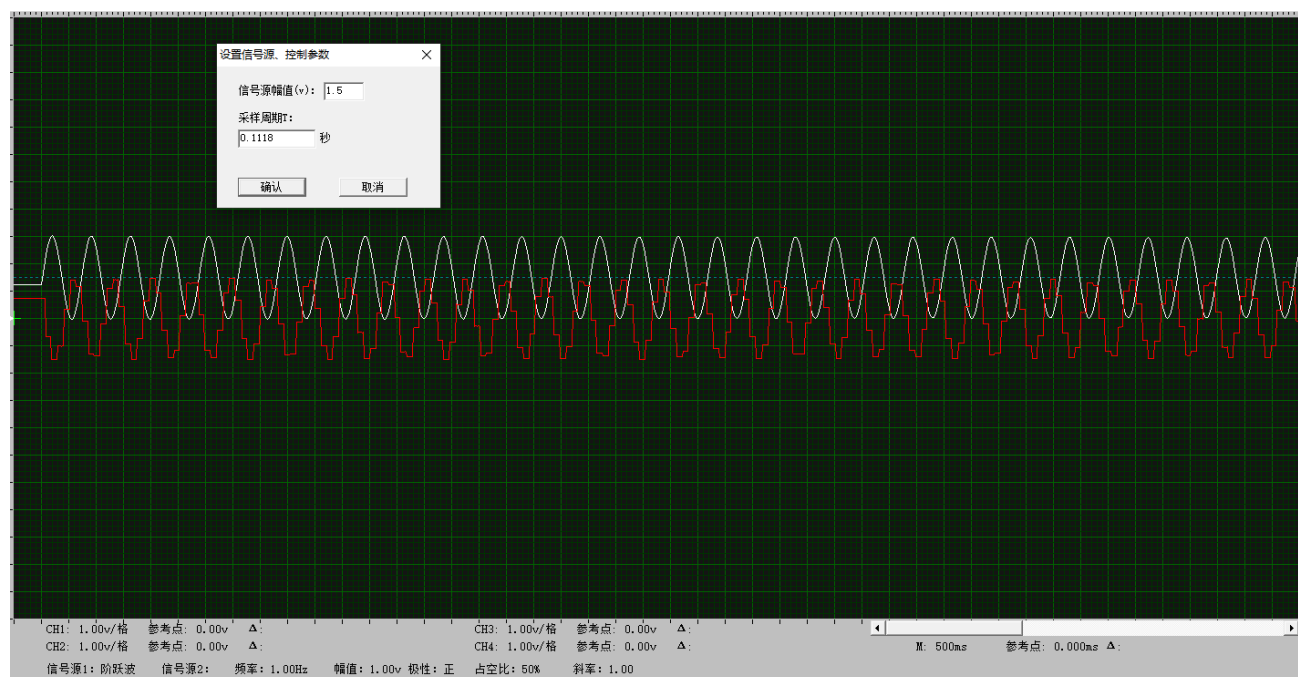 设置信号源、控制参数
信号源幅值(v): 1.5
采样周期T:
0.1118 秒
确认 取消
CH1: 1.00v/格 参考点: 0.00v Δ: CH3: 1.00v/格 参考点: 0.00v Δ:
CH2: 1.00v/格 参考点: 0.00v Δ: CH4: 1.00v/格 参考点: 0.00v Δ: M: 500ms 参考点: 0.000ms Δ:
信号源1: 阶跃波 信号源2: 频率: 1.00Hz 幅值: 1.00v 极性: 正 占空比: 50% 斜率: 1.00